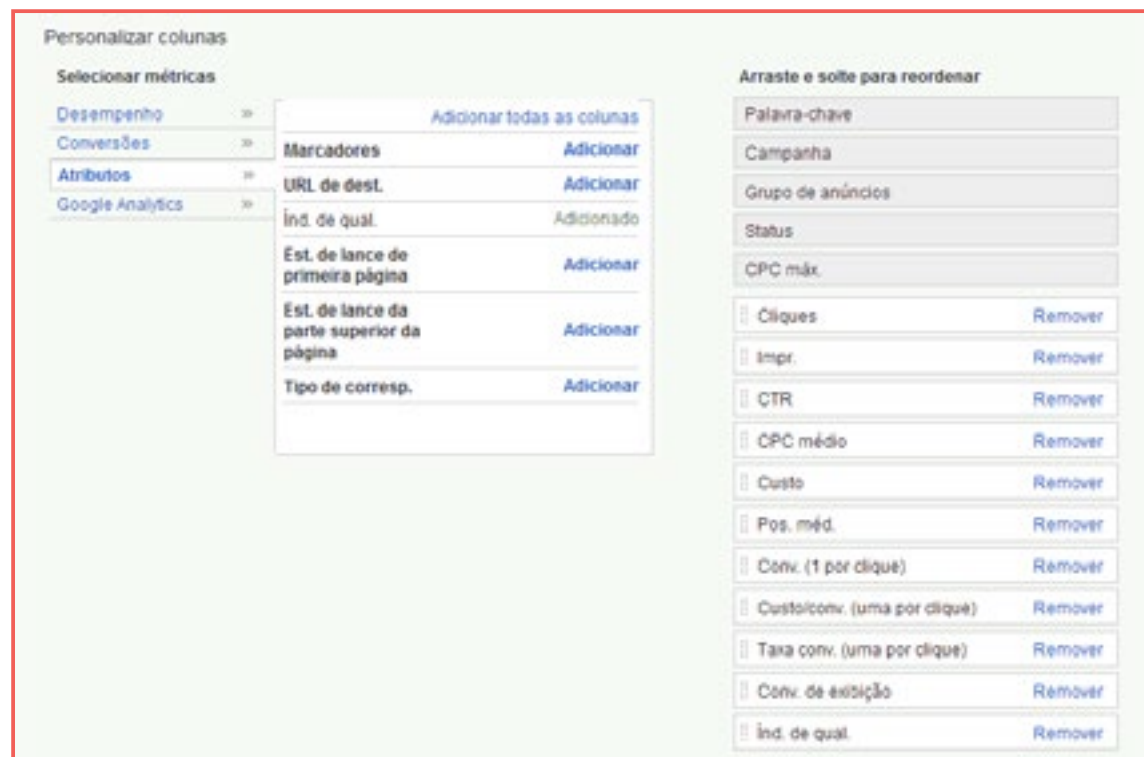 Personalizar colunas
Selecionar métricas
Desempenho »
Conversões »
Atributos »
Google Analytics »
Adicionar todas as colunas
Marcadores Adicionar
URL de dest. Adicionar
Índ. de qual. Adicionado
Est. de lance de
primeira página Adicionar
Est. de lance da
parte superior da
página Adicionar
Tipo de corresp. Adicionar
Arraste e solte para reordenar
Palavra-chave
Campanha
Grupo de anúncios
Status
CPC máx.
Cliques Remover
Impr. Remover
CTR Remover
CPC médio Remover
Custo Remover
Pos. méd. Remover
Conv. (1 por clique) Remover
Custo/conv. (uma por clique) Remover
Taxa conv. (uma por clique) Remover
Conv. de exibição Remover
Índ. de qual. Remover